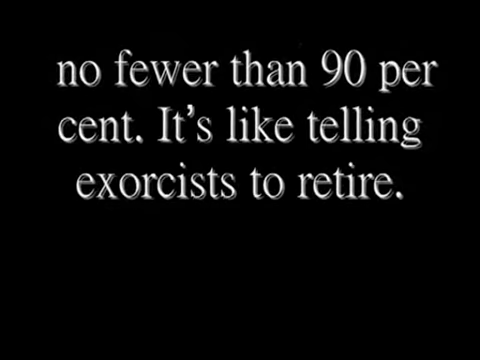 no fewer than 90 per
cent. It’s like telling
exorcists to retire.